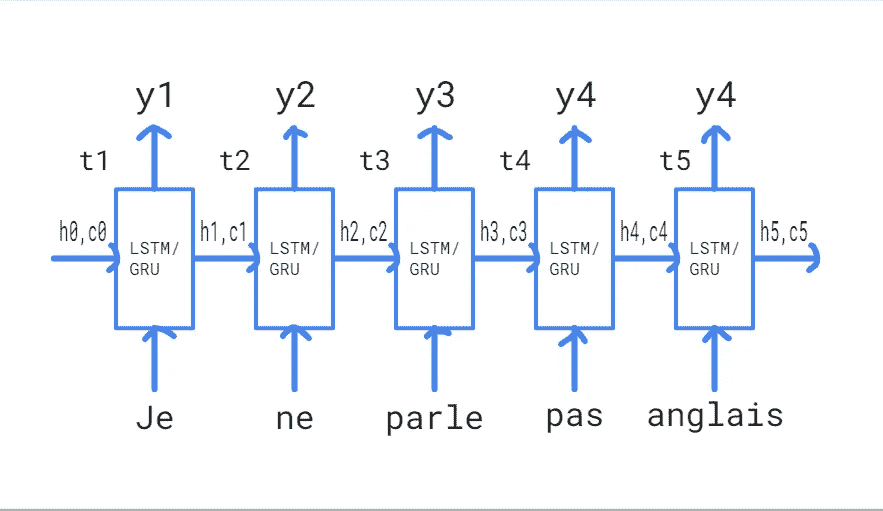 y1 y2 y3 y4 y4
t1 t2 t3 t4 t5
h0,c0 h1,c1 h2,c2 h3,c3 h4,c4 h5,c5
LSTM/ LSTM/ LSTM/ LSTM/ LSTM/
GRU GRU GRU GRU GRU
Je ne parle pas anglais